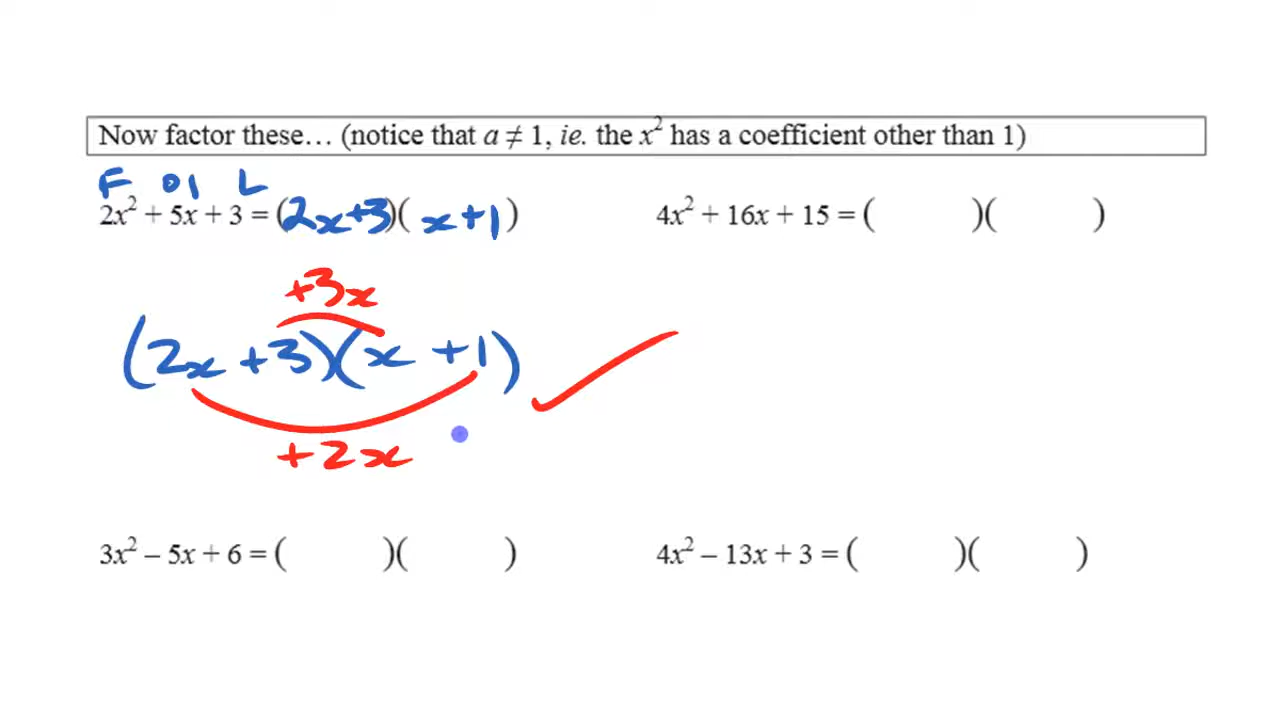 Now factor these… (notice that a ≠ 1, ie. the x² has a coefficient other than 1)
F OI L
2x² + 5x + 3 = (2x+3)(x+1)
4x² + 16x + 15 = ( )( )
+3x
(2x+3)(x+1)
+2x
3x² – 5x + 6 = ( )( )
4x² – 13x + 3 = ( )( )